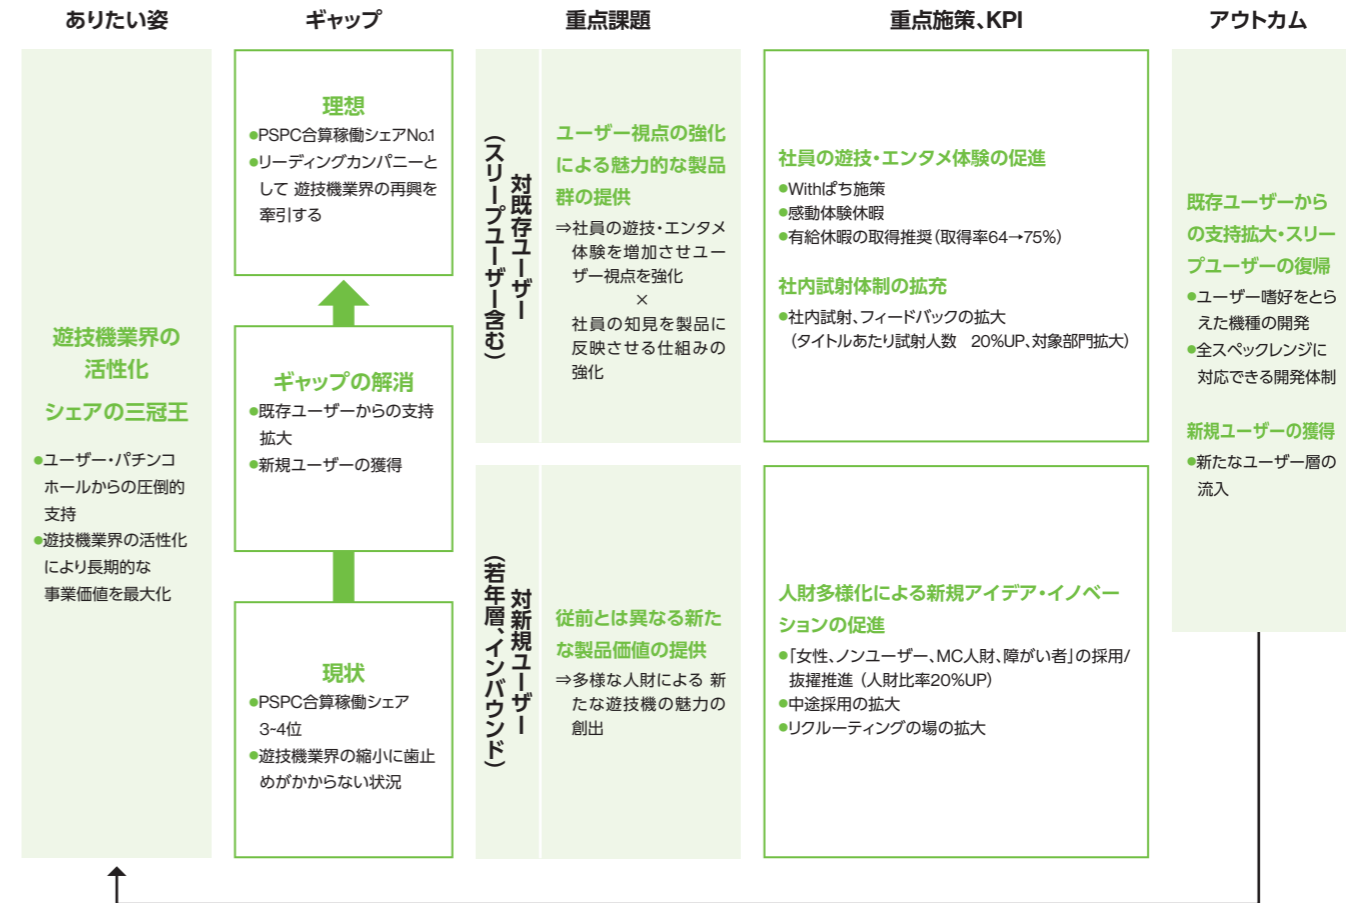 ありたい姿
ギャップ
重点課題
重点施策、KPI
アウトカム
遊技機業界の
活性化
シェアの三冠王
●ユーザー・パチンコ
ホールからの圧倒的
支持
●遊技機業界の活性化
により長期的な
事業価値を最大化
理想
●PSPC合算稼働シェアNo.1
●リーディングカンパニーと
して 遊技機業界の再興を
牽引する
ギャップの解消
●既存ユーザーからの支持
拡大
●新規ユーザーの獲得
現状
●PSPC合算稼働シェア
3-4位
●遊技機業界の縮小に歯止
めがかからない状況
対既存ユーザー
（スリープユーザー含む）
ユーザー視点の強化
による魅力的な製品
群の提供
⇒社員の遊技・エンタメ
体験を増加させユー
ザー視点を強化
×
社員の知見を製品に
反映させる仕組みの
強化
対新規ユーザー
（若年層、インバウンド）
従前とは異なる新た
な製品価値の提供
⇒多様な人財による 新
たな遊技機の魅力の
創出
社員の遊技・エンタメ体験の促進
●Withぱち施策
●感動体験休暇
●有給休暇の取得推奨（取得率64→75%）
社内試射体制の拡充
●社内試射、フィードバックの拡大
（タイトルあたり試射人数　20%UP、対象部門拡大）
人財多様化による新規アイデア・イノベー
ションの促進
●「女性、ノンユーザー、MC人財、障がい者」の採用/
抜擢推進（人財比率20%UP）
●中途採用の拡大
●リクルーティングの場の拡大
既存ユーザーから
の支持拡大・スリー
プユーザーの復帰
●ユーザー嗜好をとら
えた機種の開発
●全スペックレンジに
対応できる開発体制
新規ユーザーの獲得
●新たなユーザー層の
流入